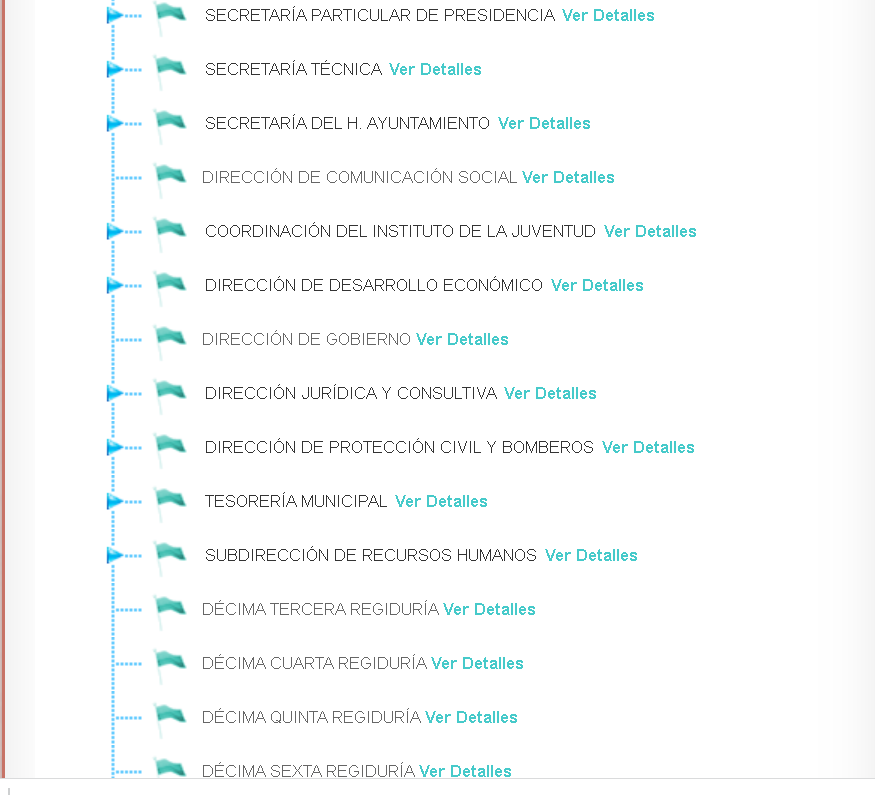 SECRETARÍA PARTICULAR DE PRESIDENCIA Ver Detalles
SECRETARÍA TÉCNICA Ver Detalles
SECRETARÍA DEL H. AYUNTAMIENTO Ver Detalles
DIRECCIÓN DE COMUNICACIÓN SOCIAL Ver Detalles
COORDINACIÓN DEL INSTITUTO DE LA JUVENTUD Ver Detalles
DIRECCIÓN DE DESARROLLO ECONÓMICO Ver Detalles
DIRECCIÓN DE GOBIERNO Ver Detalles
DIRECCIÓN JURÍDICA Y CONSULTIVA Ver Detalles
DIRECCIÓN DE PROTECCIÓN CIVIL Y BOMBEROS Ver Detalles
TESORERÍA MUNICIPAL Ver Detalles
SUBDIRECCIÓN DE RECURSOS HUMANOS Ver Detalles
DÉCIMA TERCERA REGIDURÍA Ver Detalles
DÉCIMA CUARTA REGIDURÍA Ver Detalles
DÉCIMA QUINTA REGIDURÍA Ver Detalles
DÉCIMA SEXTA REGIDURÍA Ver Detalles